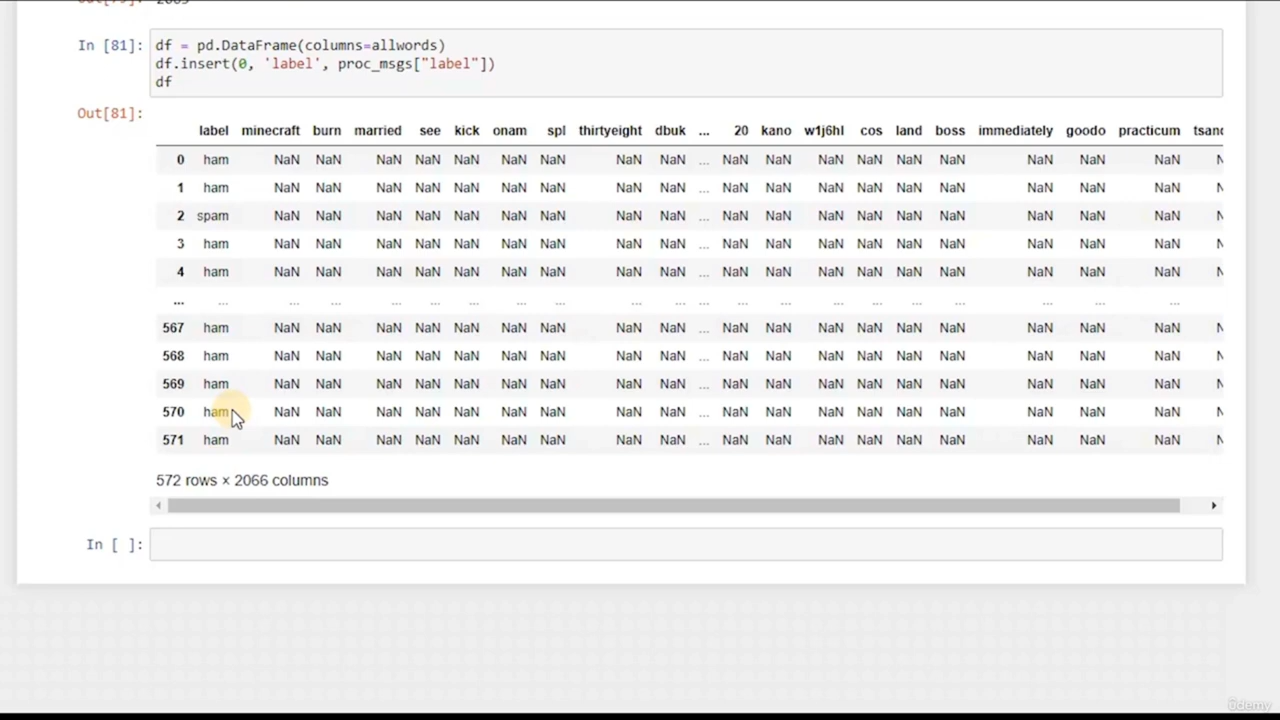 In [81]: df = pd.DataFrame(columns=allwords)
df.insert(0, 'label', proc_msgs["label"])
df
Out[81]:
label minecraft burn married see kick onam spl thirtyeight dbuk ... 20 kano w1j6hl cos land boss immediately goodo practicum tsand
0 ham NaN NaN NaN NaN NaN NaN NaN NaN NaN ... NaN NaN NaN NaN NaN NaN NaN NaN NaN N
1 ham NaN NaN NaN NaN NaN NaN NaN NaN NaN ... NaN NaN NaN NaN NaN NaN NaN NaN NaN N
2 spam NaN NaN NaN NaN NaN NaN NaN NaN NaN ... NaN NaN NaN NaN NaN NaN NaN NaN NaN N
3 ham NaN NaN NaN NaN NaN NaN NaN NaN NaN ... NaN NaN NaN NaN NaN NaN NaN NaN NaN N
4 ham NaN NaN NaN NaN NaN NaN NaN NaN NaN ... NaN NaN NaN NaN NaN NaN NaN NaN NaN N
... ... ... ... ... ... ... ... ... ... ... ... ... ... ... ... ... ... ... ... ...
567 ham NaN NaN NaN NaN NaN NaN NaN NaN NaN ... NaN NaN NaN NaN NaN NaN NaN NaN NaN N
568 ham NaN NaN NaN NaN NaN NaN NaN NaN NaN ... NaN NaN NaN NaN NaN NaN NaN NaN NaN N
569 ham NaN NaN NaN NaN NaN NaN NaN NaN NaN ... NaN NaN NaN NaN NaN NaN NaN NaN NaN N
570 ham NaN NaN NaN NaN NaN NaN NaN NaN NaN ... NaN NaN NaN NaN NaN NaN NaN NaN NaN N
571 ham NaN NaN NaN NaN NaN NaN NaN NaN NaN ... NaN NaN NaN NaN NaN NaN NaN NaN NaN N
572 rows × 2066 columns
In [ ]:
ûdemy